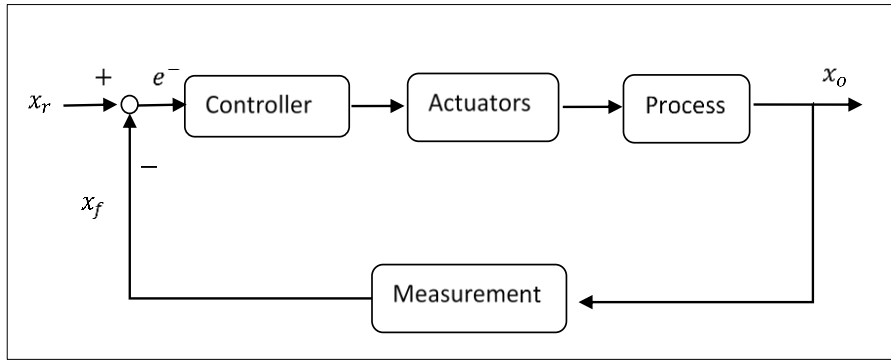 + e⁻ x_o
x_r Controller Actuators Process
−
x_f
Measurement